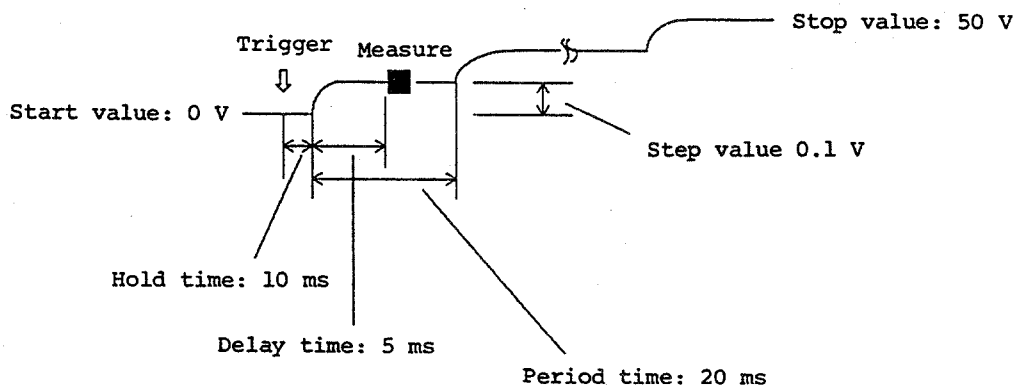 Stop value: 50 V
Trigger
Measure
Start value: 0 V
Step value 0.1 V
Hold time: 10 ms
Delay time: 5 ms
Period time: 20 ms